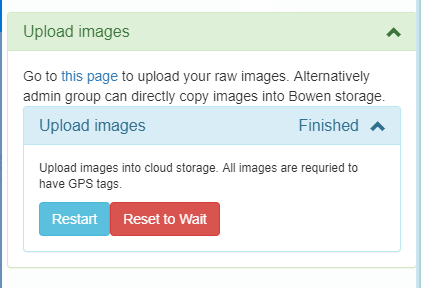 Upload images
Go to this page to upload your raw images. Alternatively
admin group can directly copy images into Bowen storage.
Upload images Finished
Upload images into cloud storage. All images are requried to
have GPS tags.
Restart Reset to Wait